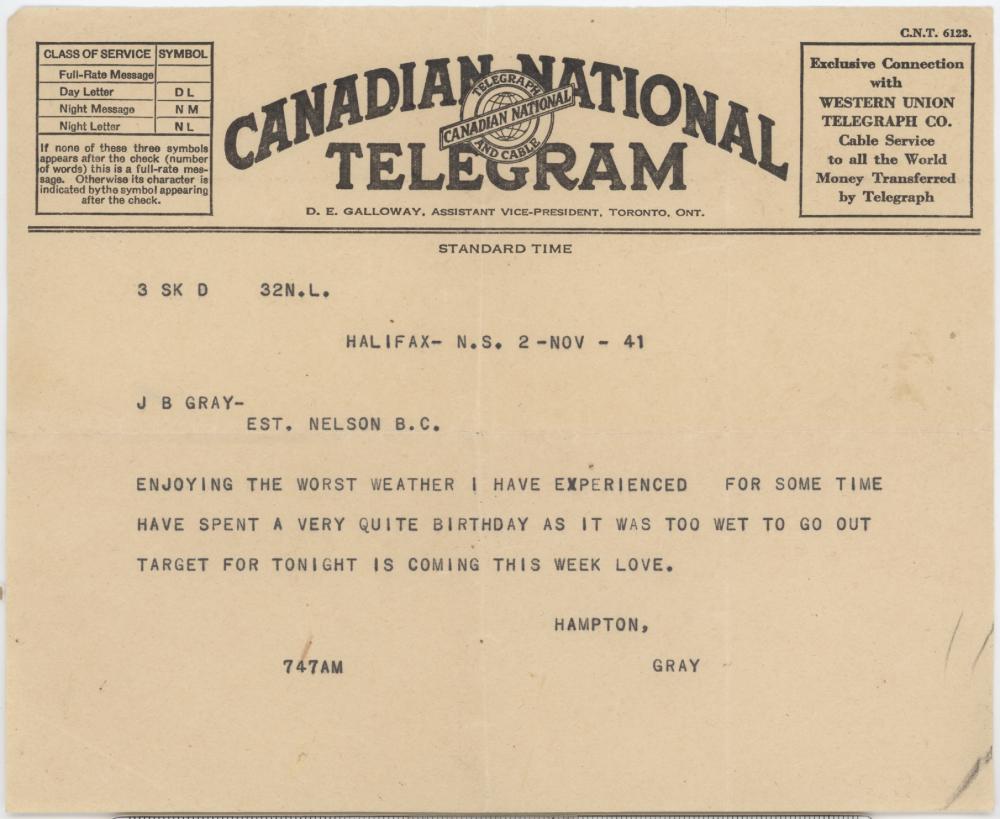 C.N.T. 6123.
CLASS OF SERVICE SYMBOL
Full-Rate Message
Day Letter D L
Night Message N M
Night Letter N L
If none of these three symbols
appears after the check (number
of words) this is a full-rate mes-
sage. Otherwise its character is
indicated bythe symbol appearing
after the check.
CANADIAN NATIONAL
TELEGRAPH
CANADIAN NATIONAL
AND CABLE
TELEGRAM
D. E. GALLOWAY, ASSISTANT VICE-PRESIDENT, TORONTO, ONT.
Exclusive Connection
with
WESTERN UNION
TELEGRAPH CO.
Cable Service
to all the World
Money Transferred
by Telegraph
STANDARD TIME
3 SK D 32N.L.
HALIFAX- N.S. 2 -NOV - 41
J B GRAY-
EST. NELSON B.C.
ENJOYING THE WORST WEATHER I HAVE EXPERIENCED FOR SOME TIME
HAVE SPENT A VERY QUITE BIRTHDAY AS IT WAS TOO WET TO GO OUT
TARGET FOR TONIGHT IS COMING THIS WEEK LOVE.
HAMPTON,
747AM GRAY